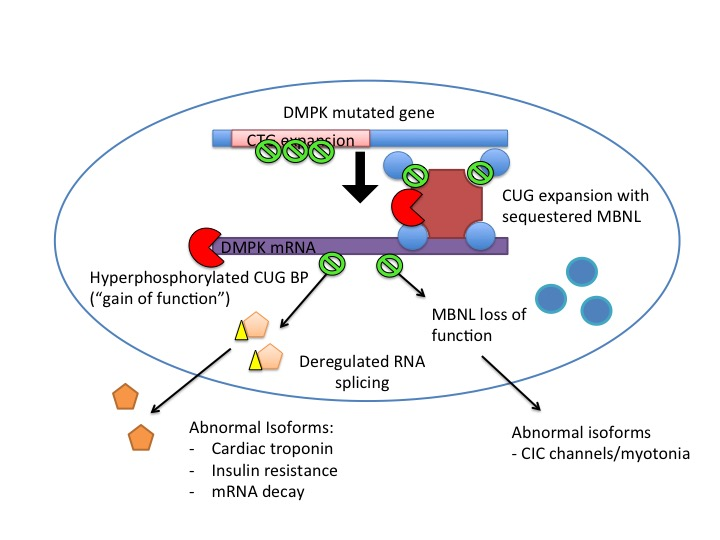 DMPK mutated gene
CTG expansion
CUG expansion with
sequestered MBNL
DMPK mRNA
Hyperphosphorylated CUG BP
(“gain of function”)
MBNL loss of
function
Deregulated RNA
splicing
Abnormal Isoforms:
- Cardiac troponin
- Insulin resistance
- mRNA decay
Abnormal isoforms
- CIC channels/myotonia